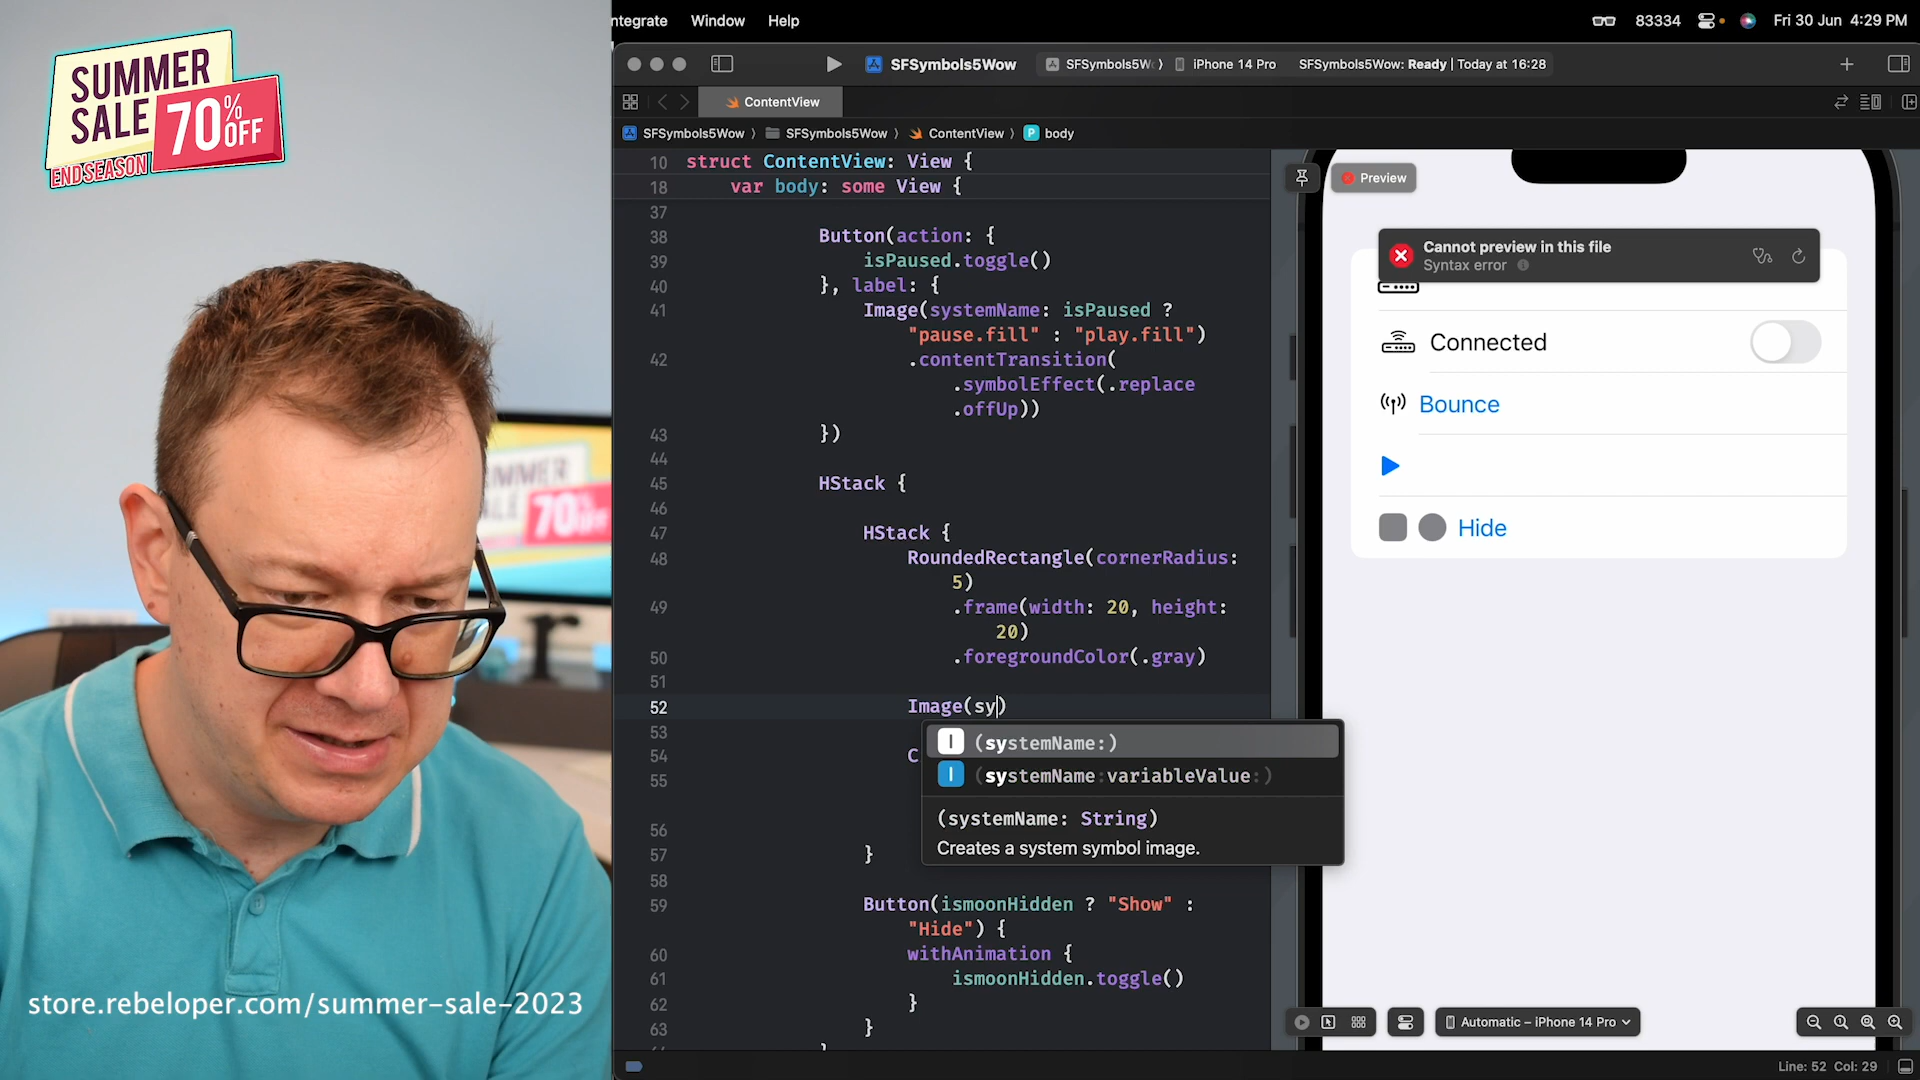 SUMMER
SALE
70% OFF
END SEASON
store.rebeloper.com/summer-sale-2023
ntegrate Window Help
83334 Fri 30 Jun 4:29 PM
SFSymbols5Wow SFSymbols5W iPhone 14 Pro SFSymbols5Wow: Ready | Today at 16:28
ContentView
SFSymbols5Wow SFSymbols5Wow ContentView P body
10 struct ContentView: View {
18 var body: some View {
37
38 Button(action: {
39 isPaused.toggle()
40 }, label: {
41 Image(systemName: isPaused ?
"pause.fill" : "play.fill")
42 .contentTransition(
.symbolEffect(.replace
.offUp))
43 })
44
45 HStack {
46
47 HStack {
48 RoundedRectangle(cornerRadius:
5)
49 .frame(width: 20, height:
20)
50 .foregroundColor(.gray)
51
52 Image(sy)
53
54 C
55
56
57 }
58
59 Button(ismoonHidden ? "Show" :
"Hide") {
60 withAnimation {
61 ismoonHidden.toggle()
62 }
63 }
I (systemName:)
I (systemName:variableValue:)
(systemName: String)
Creates a system symbol image.
Preview
Cannot preview in this file
Syntax error
Connected
Bounce
Hide
Automatic – iPhone 14 Pro
Line: 52 Col: 29
70%